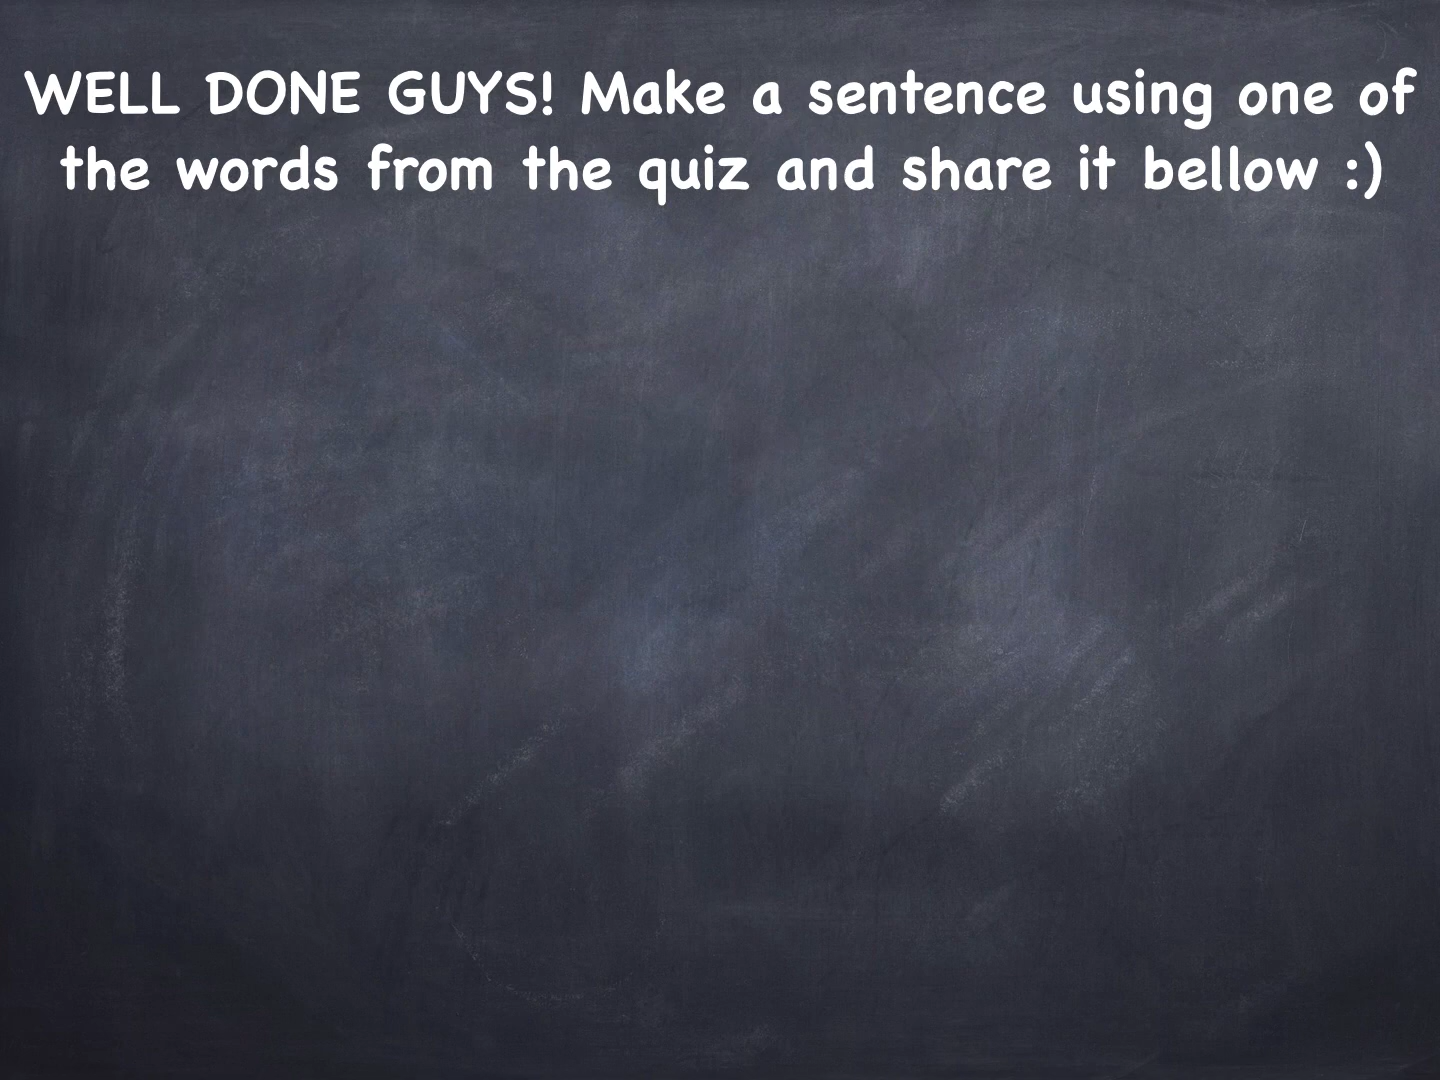 WELL DONE GUYS! Make a sentence using one of
the words from the quiz and share it bellow :)